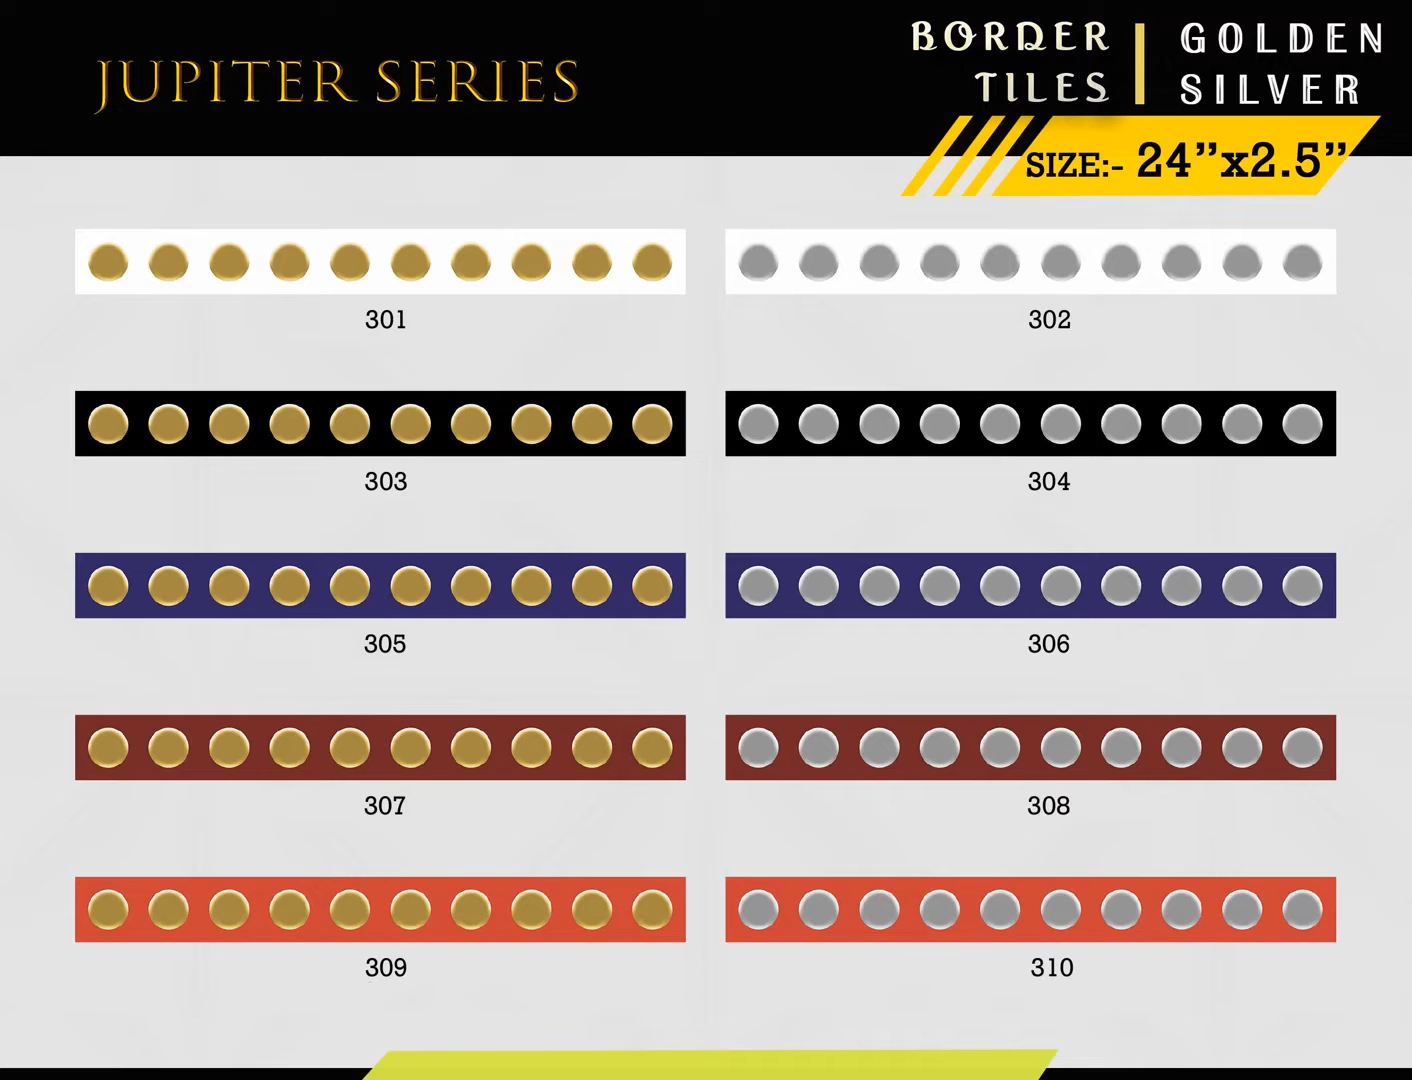 JUPITER SERIES
BORDER
TILES
GOLDEN
SILVER
SIZE:- 24”x2.5”
301
302
303
304
305
306
307
308
309
310